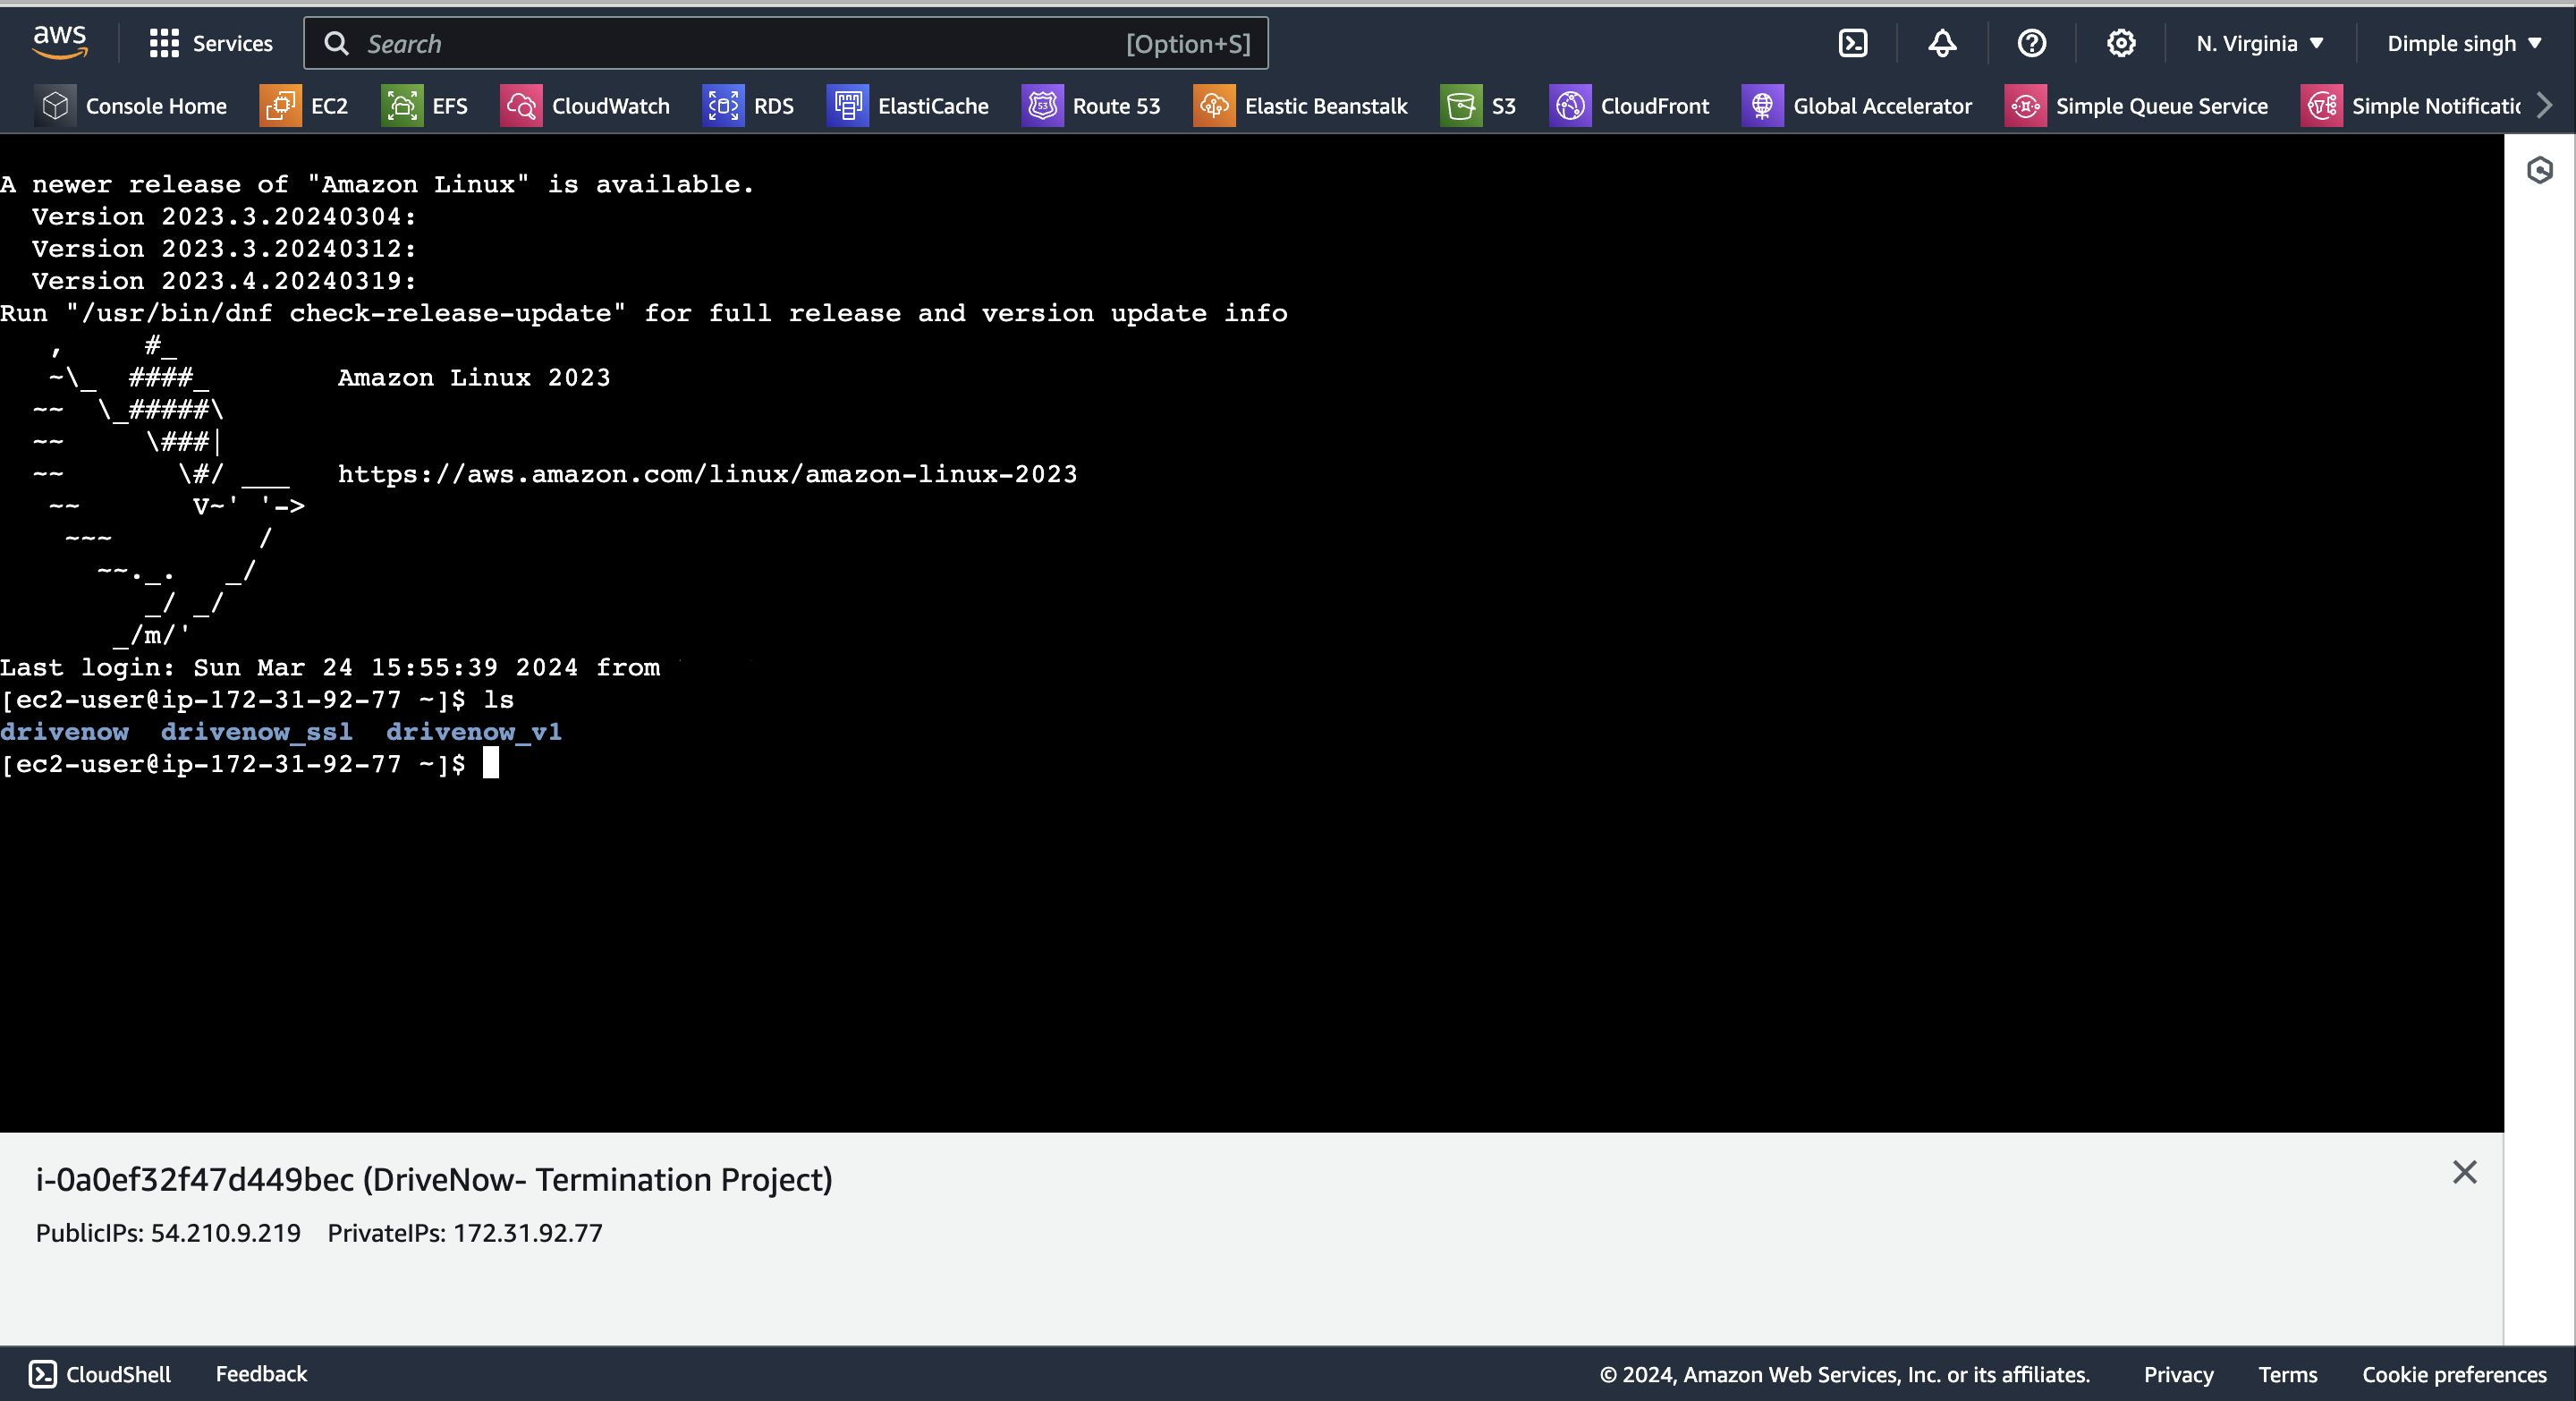 aws Services Search [Option+S] N. Virginia Dimple singh
Console Home EC2 EFS CloudWatch RDS ElastiCache Route 53 Elastic Beanstalk S3 CloudFront Global Accelerator Simple Queue Service Simple Notificatic
A newer release of "Amazon Linux" is available.
  Version 2023.3.20240304:
  Version 2023.3.20240312:
  Version 2023.4.20240319:
Run "/usr/bin/dnf check-release-update" for full release and version update info
   ,     #_
   ~\_  ####_        Amazon Linux 2023
  ~~  \_#####\
  ~~     \###|
  ~~       \#/ ___   https://aws.amazon.com/linux/amazon-linux-2023
   ~~       V~' '->
    ~~~         /
      ~~._.   _/
         _/ _/
       _/m/'
Last login: Sun Mar 24 15:55:39 2024 from
[ec2-user@ip-172-31-92-77 ~]$ ls
drivenow  drivenow_ssl  drivenow_v1
[ec2-user@ip-172-31-92-77 ~]$
i-0a0ef32f47d449bec (DriveNow- Termination Project)
PublicIPs: 54.210.9.219 PrivateIPs: 172.31.92.77
CloudShell Feedback © 2024, Amazon Web Services, Inc. or its affiliates. Privacy Terms Cookie preferences